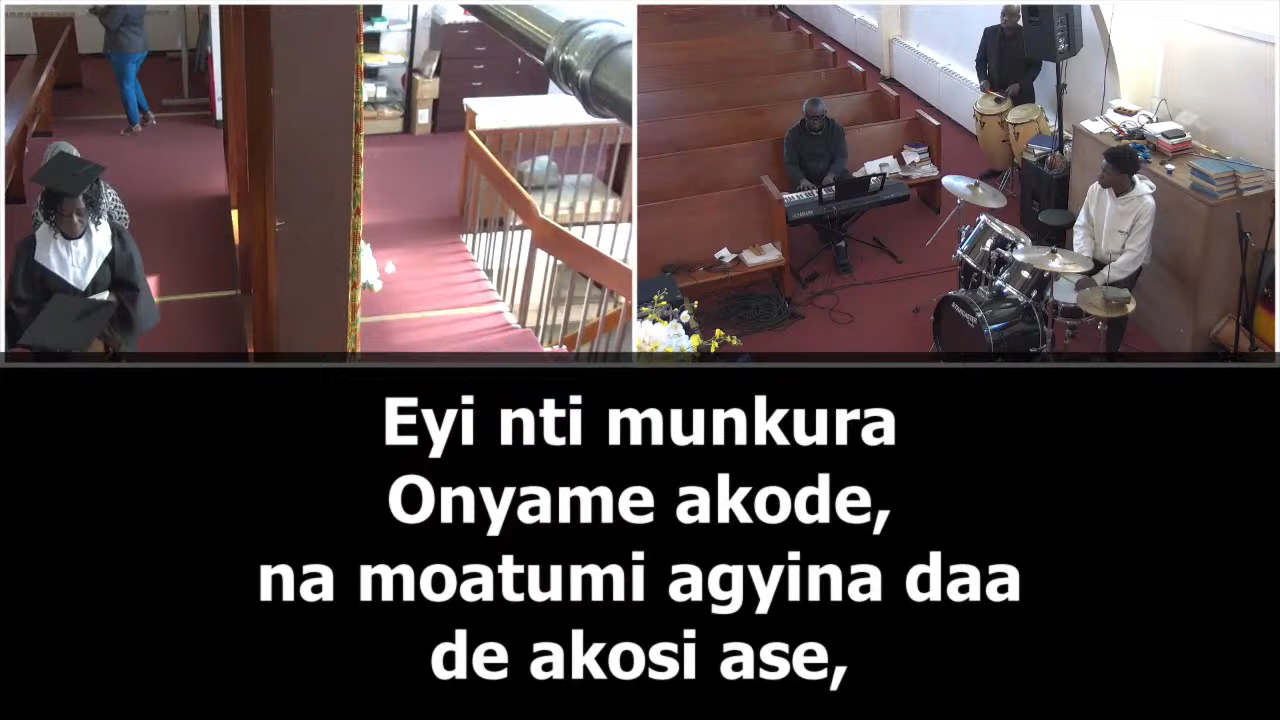 Eyi nti munkura
Onyame akode,
na moatumi agyina daa
de akosi ase,